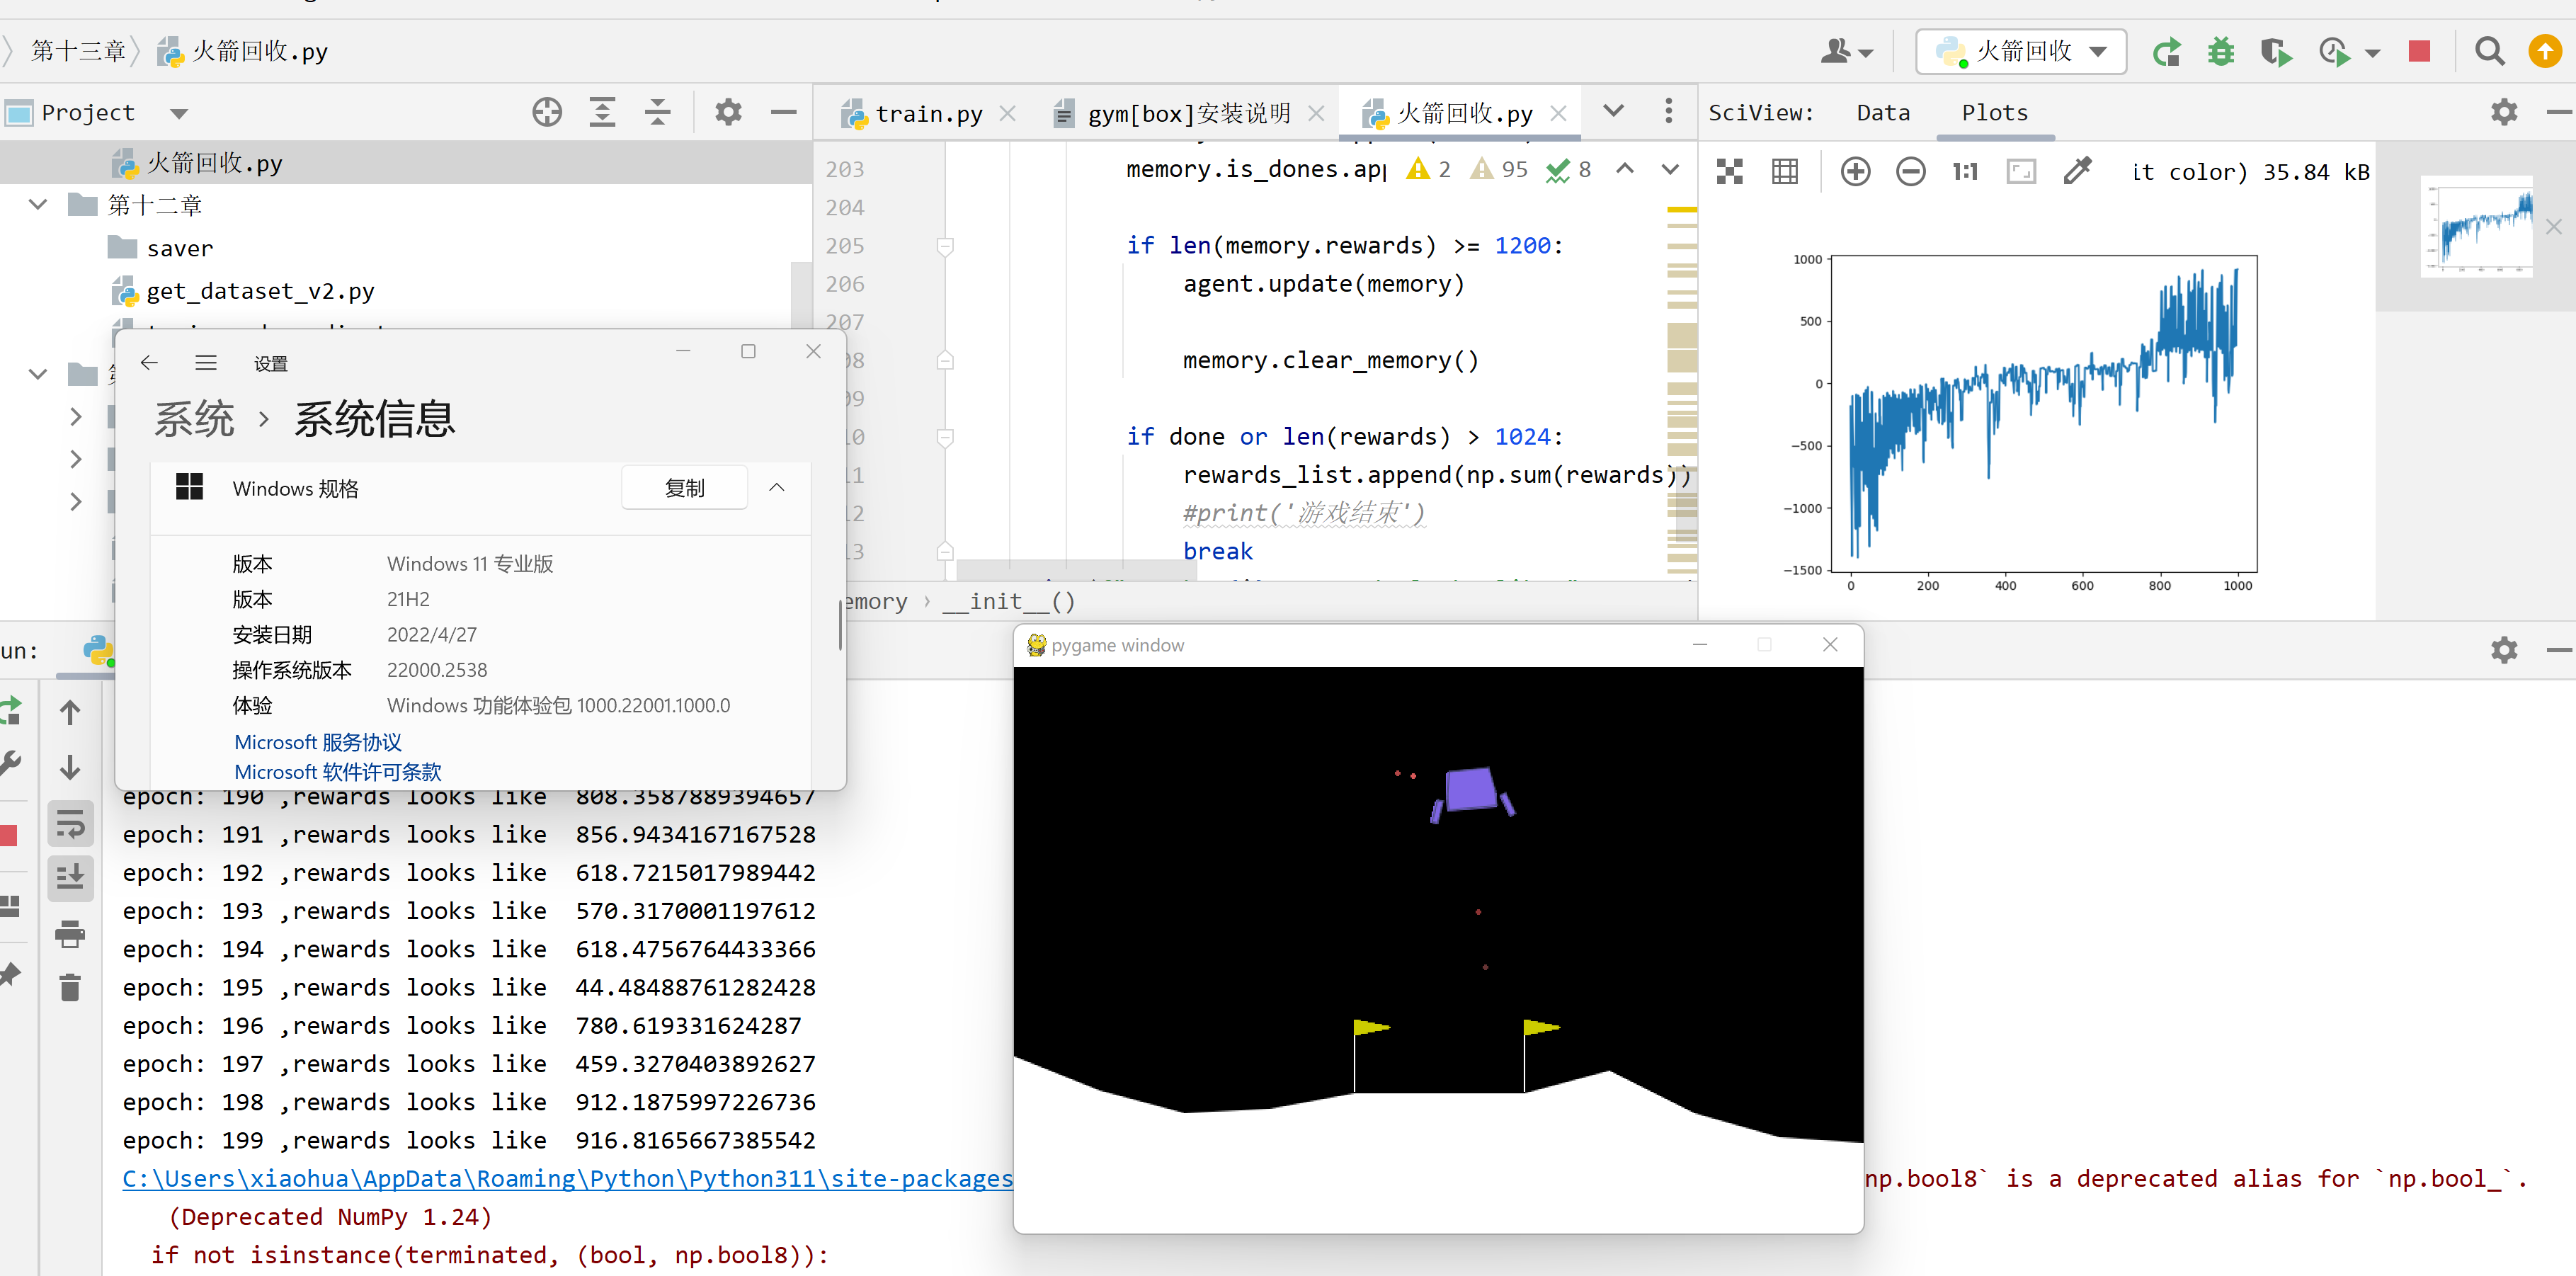 第十三章 火箭回收.py
火箭回收
Project
train.py
gym[box]安装说明
火箭回收.py
SciView: Data Plots
火箭回收.py
第十二章
saver
get_dataset_v2.py
203
204
205
206
207
memory.is_dones.app
2 95 8
if len(memory.rewards) >= 1200:
agent.update(memory)
memory.clear_memory()
if done or len(rewards) > 1024:
rewards_list.append(np.sum(rewards))
#print('游戏结束')
break
emory › __init__()
1:1
it color) 35.84 kB
1000
500
0
−500
−1000
−1500
0 200 400 600 800 1000
设置
系统 › 系统信息
Windows 规格
复制
版本 Windows 11 专业版
版本 21H2
安装日期 2022/4/27
操作系统版本 22000.2538
体验 Windows 功能体验包 1000.22001.1000.0
Microsoft 服务协议
Microsoft 软件许可条款
un:
pygame window
epoch: 190 ,rewards looks like  808.3587889394657
epoch: 191 ,rewards looks like  856.9434167167528
epoch: 192 ,rewards looks like  618.7215017989442
epoch: 193 ,rewards looks like  570.3170001197612
epoch: 194 ,rewards looks like  618.4756764433366
epoch: 195 ,rewards looks like  44.48488761282428
epoch: 196 ,rewards looks like  780.619331624287
epoch: 197 ,rewards looks like  459.32704038926​27
epoch: 198 ,rewards looks like  912.1875997226736
epoch: 199 ,rewards looks like  916.8165667385542
C:\Users\xiaohua\AppData\Roaming\Python\Python311\site-packages np.bool8` is a deprecated alias for `np.bool_`.
(Deprecated NumPy 1.24)
if not isinstance(terminated, (bool, np.bool8)):